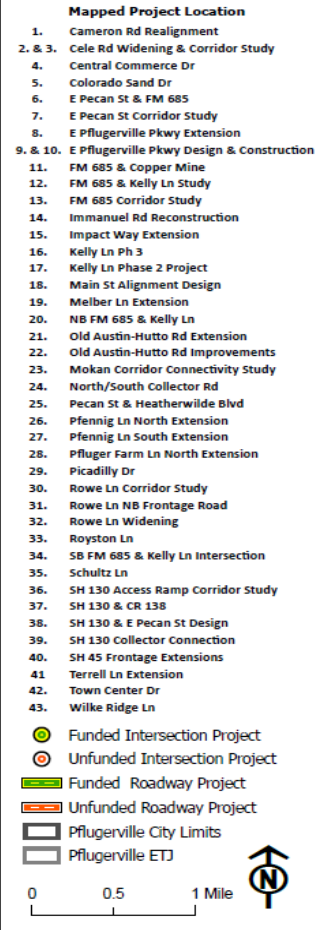 Mapped Project Location
1. Cameron Rd Realignment
2. & 3. Cele Rd Widening & Corridor Study
4. Central Commerce Dr
5. Colorado Sand Dr
6. E Pecan St & FM 685
7. E Pecan St Corridor Study
8. E Pflugerville Pkwy Extension
9. & 10. E Pflugerville Pkwy Design & Construction
11. FM 685 & Copper Mine
12. FM 685 & Kelly Ln Study
13. FM 685 Corridor Study
14. Immanuel Rd Reconstruction
15. Impact Way Extension
16. Kelly Ln Ph 3
17. Kelly Ln Phase 2 Project
18. Main St Alignment Design
19. Melber Ln Extension
20. NB FM 685 & Kelly Ln
21. Old Austin-Hutto Rd Extension
22. Old Austin-Hutto Rd Improvements
23. Mokan Corridor Connectivity Study
24. North/South Collector Rd
25. Pecan St & Heatherwilde Blvd
26. Pfennig Ln North Extension
27. Pfennig Ln South Extension
28. Pfluger Farm Ln North Extension
29. Picadilly Dr
30. Rowe Ln Corridor Study
31. Rowe Ln NB Frontage Road
32. Rowe Ln Widening
33. Royston Ln
34. SB FM 685 & Kelly Ln Intersection
35. Schultz Ln
36. SH 130 Access Ramp Corridor Study
37. SH 130 & CR 138
38. SH 130 & E Pecan St Design
39. SH 130 Collector Connection
40. SH 45 Frontage Extensions
41 Terrell Ln Extension
42. Town Center Dr
43. Wilke Ridge Ln
Funded Intersection Project
Unfunded Intersection Project
Funded Roadway Project
Unfunded Roadway Project
Pflugerville City Limits
Pflugerville ETJ
N
0 0.5 1 Mile